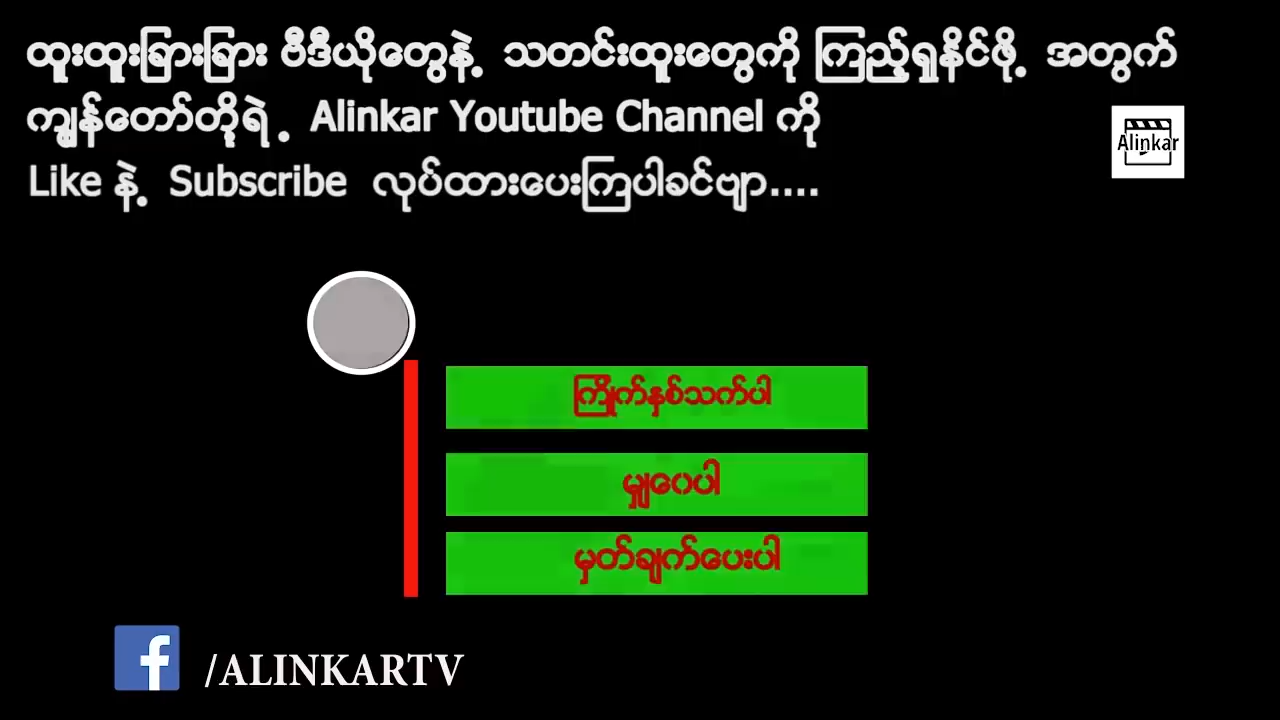 ထူးထူးခြားခြား ဗီဒီယိုတွေနဲ့ သတင်းထူးတွေကို ကြည့်ရှုနိုင်ဖို့ အတွက်
ကျွန်တော်တို့ရဲ့ Alinkar Youtube Channel ကို
Alinkar
Like နဲ့ Subscribe လုပ်ထားပေးကြပါခင်ဗျာ....
ကြိုက်နှစ်သက်ပါ
မျှဝေပါ
မှတ်ချက်ပေးပါ
f /ALINKARTV